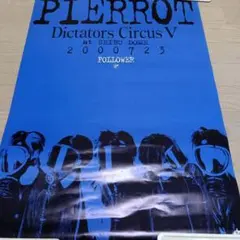 PIERROT
Dictators Circus V
AT SEIBU DOME
2000723
FOLLOWER